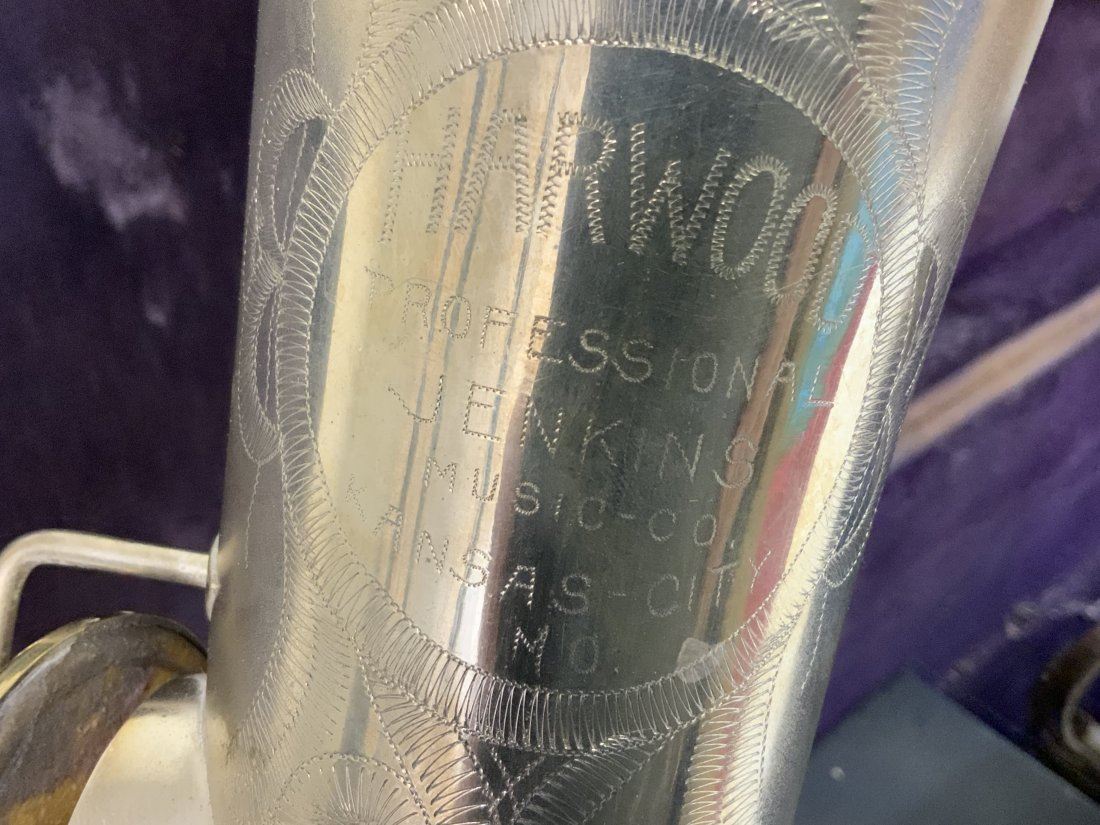 HARWOOD
PROFESSIONAL
JENKINS
MUSIC-CO.
KANSAS-CITY
MO